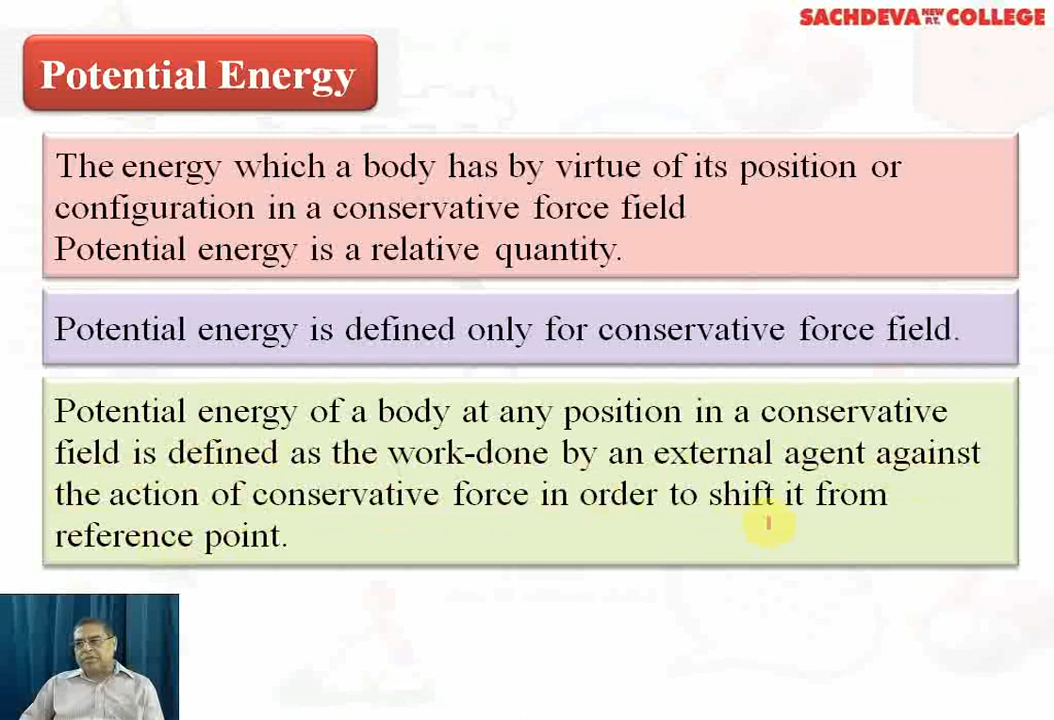 SACHDEVA NEW P.T. COLLEGE
Potential Energy
The energy which a body has by virtue of its position or
configuration in a conservative force field
Potential energy is a relative quantity.
Potential energy is defined only for conservative force field.
Potential energy of a body at any position in a conservative
field is defined as the work-done by an external agent against
the action of conservative force in order to shift it from
reference point.